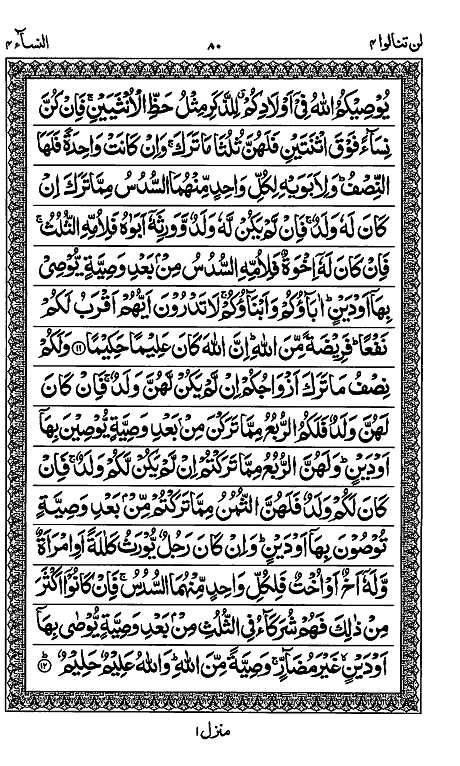 لن تنالوا ۴
۸۰
النسآء ۴
یُوْصِیْكُمُ اللّٰهُ فِیْۤ اَوْلَادِكُمْ ۗ لِلذَّكَرِ مِثْلُ حَظِّ الْاُنْثَیَیْنِ ۚ فَاِنْ كُنَّ
نِسَآءً فَوْقَ اثْنَتَیْنِ فَلَهُنَّ ثُلُثَا مَا تَرَكَ ۚ وَاِنْ كَانَتْ وَاحِدَةً فَلَهَا
النِّصْفُ ؕ وَلِاَبَوَیْهِ لِكُلِّ وَاحِدٍ مِّنْهُمَا السُّدُسُ مِمَّا تَرَكَ اِنْ
كَانَ لَهٗ وَلَدٌ ۚ فَاِنْ لَّمْ یَكُنْ لَّهٗ وَلَدٌ وَّوَرِثَهٗۤ اَبَوٰهُ فَلِاُمِّهِ الثُّلُثُ ۚ
فَاِنْ كَانَ لَهٗۤ اِخْوَةٌ فَلِاُمِّهِ السُّدُسُ مِنْۢ بَعْدِ وَصِیَّةٍ یُّوْصِیْ
بِهَاۤ اَوْ دَیْنٍ ؕ اٰبَآؤُكُمْ وَاَبْنَآؤُكُمْ ۚ لَا تَدْرُوْنَ اَیُّهُمْ اَقْرَبُ لَكُمْ
نَفْعًا ؕ فَرِیْضَةً مِّنَ اللّٰهِ ؕ اِنَّ اللّٰهَ كَانَ عَلِیْمًا حَكِیْمًا ﴿۱۱﴾ وَلَكُمْ
نِصْفُ مَا تَرَكَ اَزْوَاجُكُمْ اِنْ لَّمْ یَكُنْ لَّهُنَّ وَلَدٌ ۚ فَاِنْ كَانَ
لَهُنَّ وَلَدٌ فَلَكُمُ الرُّبُعُ مِمَّا تَرَكْنَ مِنْۢ بَعْدِ وَصِیَّةٍ یُّوْصِیْنَ بِهَاۤ
اَوْ دَیْنٍ ؕ وَلَهُنَّ الرُّبُعُ مِمَّا تَرَكْتُمْ اِنْ لَّمْ یَكُنْ لَّكُمْ وَلَدٌ ۚ فَاِنْ
كَانَ لَكُمْ وَلَدٌ فَلَهُنَّ الثُّمُنُ مِمَّا تَرَكْتُمْ مِّنْۢ بَعْدِ وَصِیَّةٍ
تُوْصُوْنَ بِهَاۤ اَوْ دَیْنٍ ؕ وَاِنْ كَانَ رَجُلٌ یُّوْرَثُ كَلٰلَةً اَوِ امْرَاَةٌ
وَّلَهٗۤ اَخٌ اَوْ اُخْتٌ فَلِكُلِّ وَاحِدٍ مِّنْهُمَا السُّدُسُ ۚ فَاِنْ كَانُوْۤا اَكْثَرَ
مِنْ ذٰلِكَ فَهُمْ شُرَكَآءُ فِی الثُّلُثِ مِنْۢ بَعْدِ وَصِیَّةٍ یُّوْصٰی بِهَاۤ
اَوْ دَیْنٍ ۙ غَیْرَ مُضَآرٍّ ۚ وَصِیَّةً مِّنَ اللّٰهِ ؕ وَاللّٰهُ عَلِیْمٌ حَلِیْمٌ ﴿۱۲﴾
منزل ۱